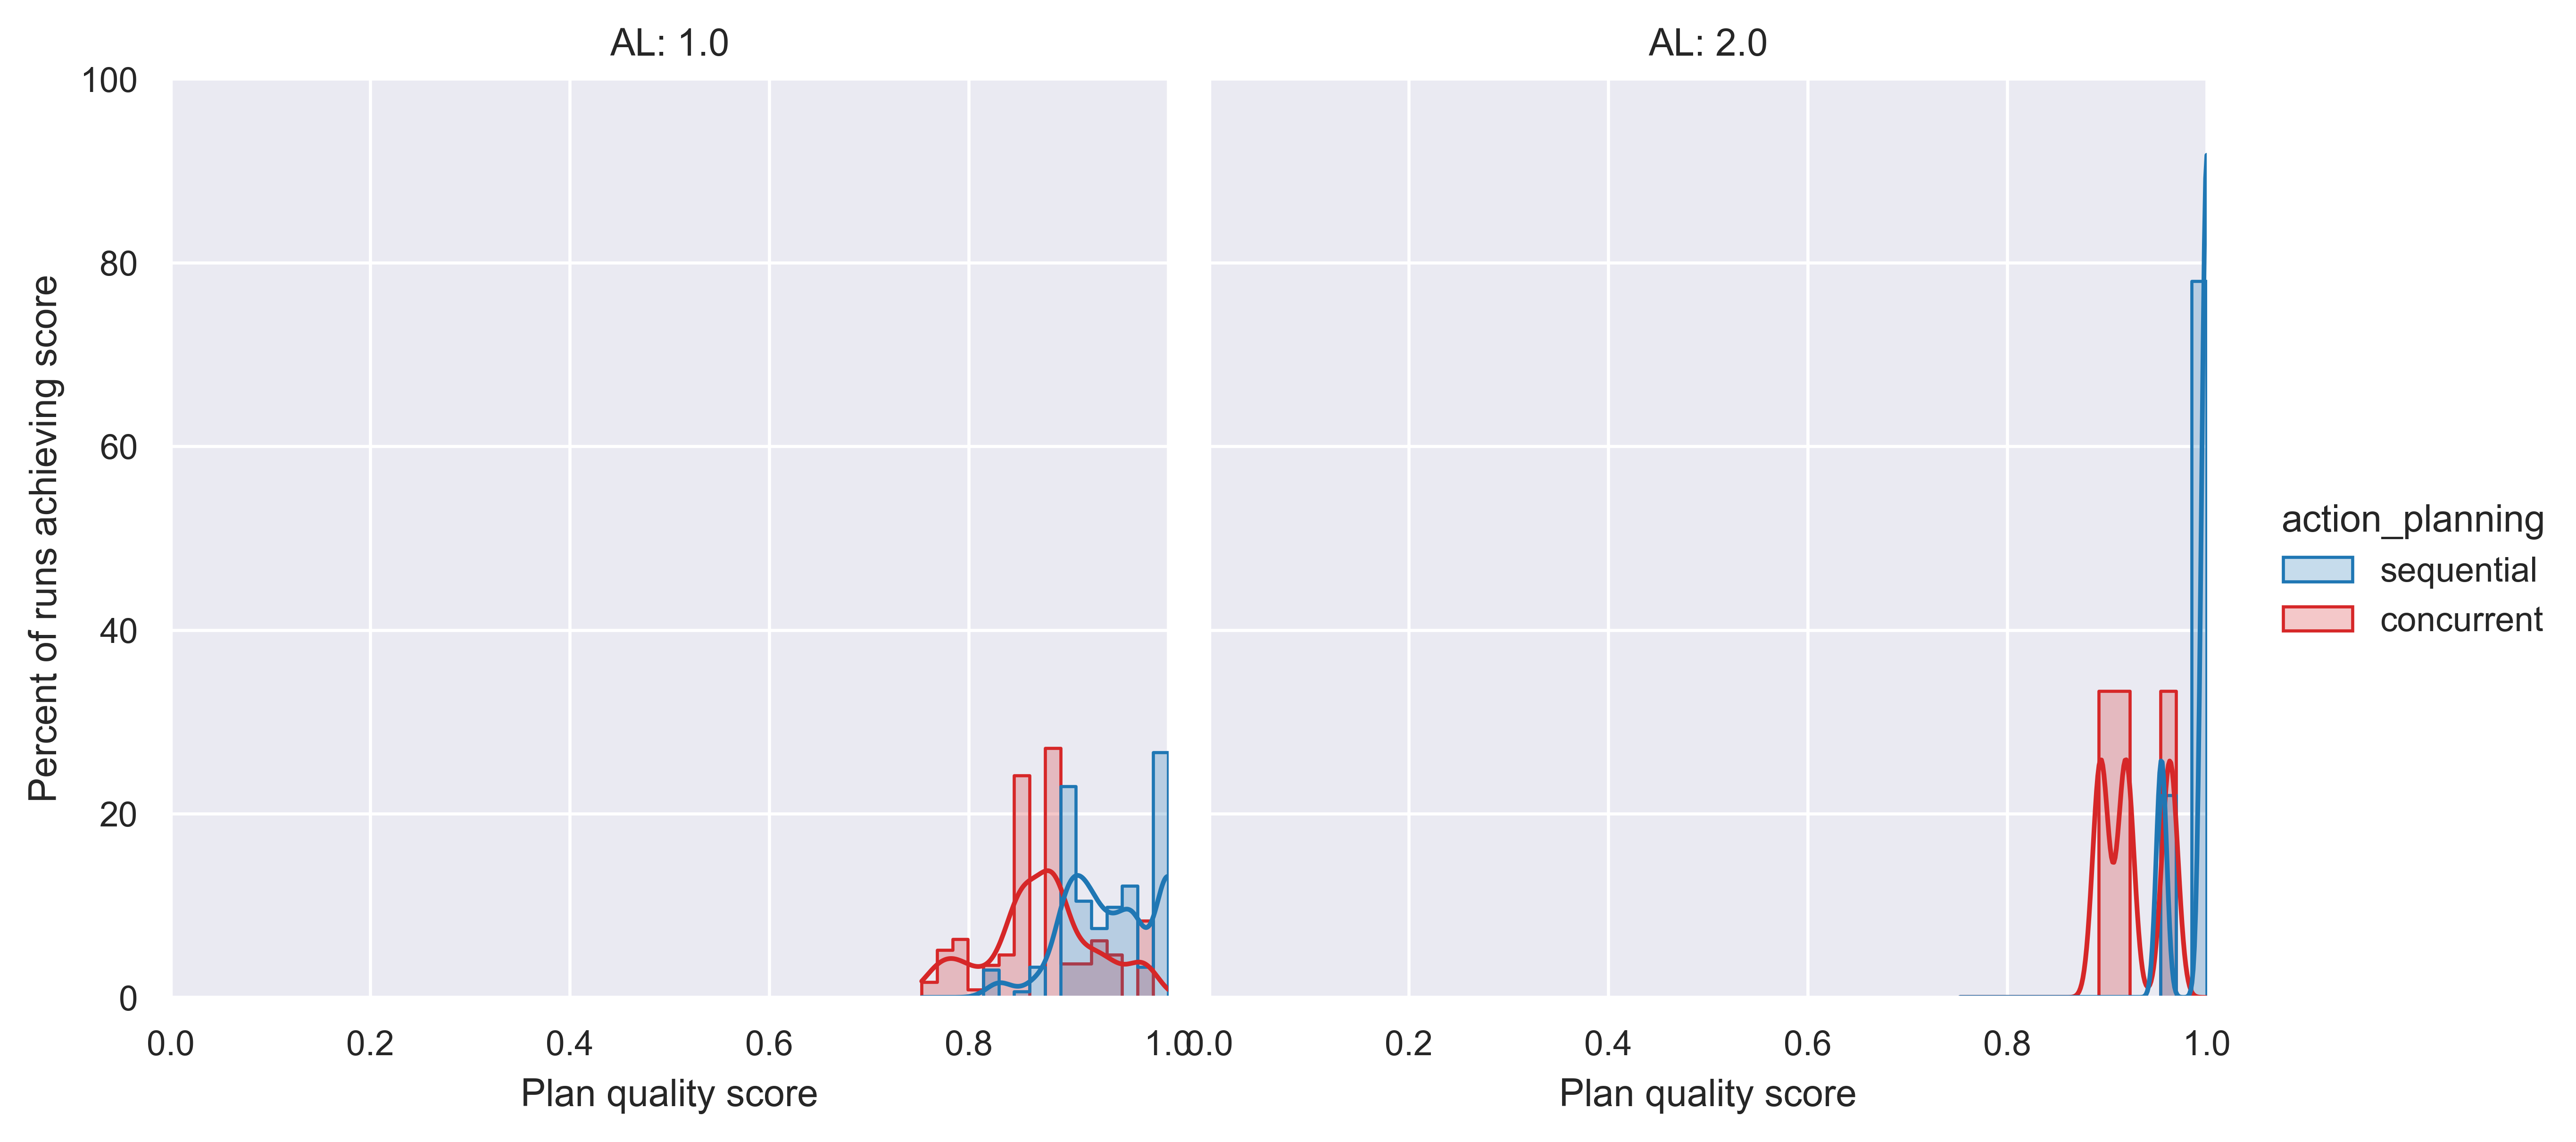 AL: 1.0
AL: 2.0
Percent of runs achieving score
100
80
60
40
20
0
0.0 0.2 0.4 0.6 0.8 1.0
0.0 0.2 0.4 0.6 0.8 1.0
Plan quality score
Plan quality score
action_planning
sequential
concurrent